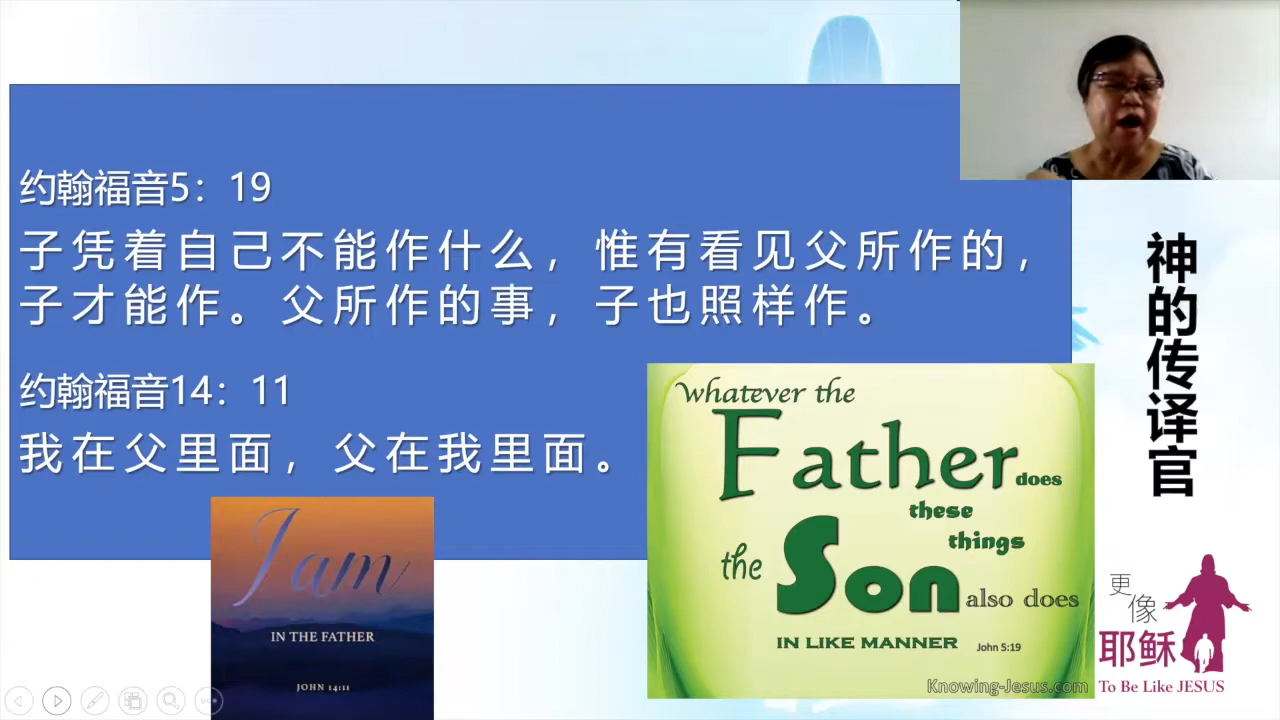 约翰福音5：19
子凭着自己不能作什么，惟有看见父所作的，
子才能作。父所作的事，子也照样作。
约翰福音14：11
我在父里面，父在我里面。
I am
IN THE FATHER
JOHN 14:11
whatever the
Father does
these
things
the Son also does
IN LIKE MANNER John 5:19
Knowing-Jesus.com
神的传译官
更
像
耶稣
To Be Like JESUS